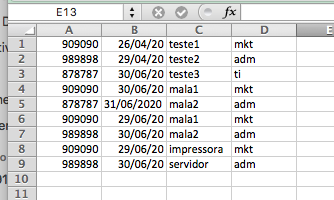 E13 fx
A B C D E
1 909090 26/04/20 teste1 mkt
2 989898 29/04/20 teste2 adm
3 878787 30/06/20 teste3 ti
4 909090 30/06/20 mala1 mkt
5 878787 31/06/2020 mala2 adm
6 909090 29/06/20 mala1 mkt
7 989898 30/06/20 mala2 adm
8 909090 29/06/20 impressora mkt
9 989898 30/06/20 servidor adm
10
11